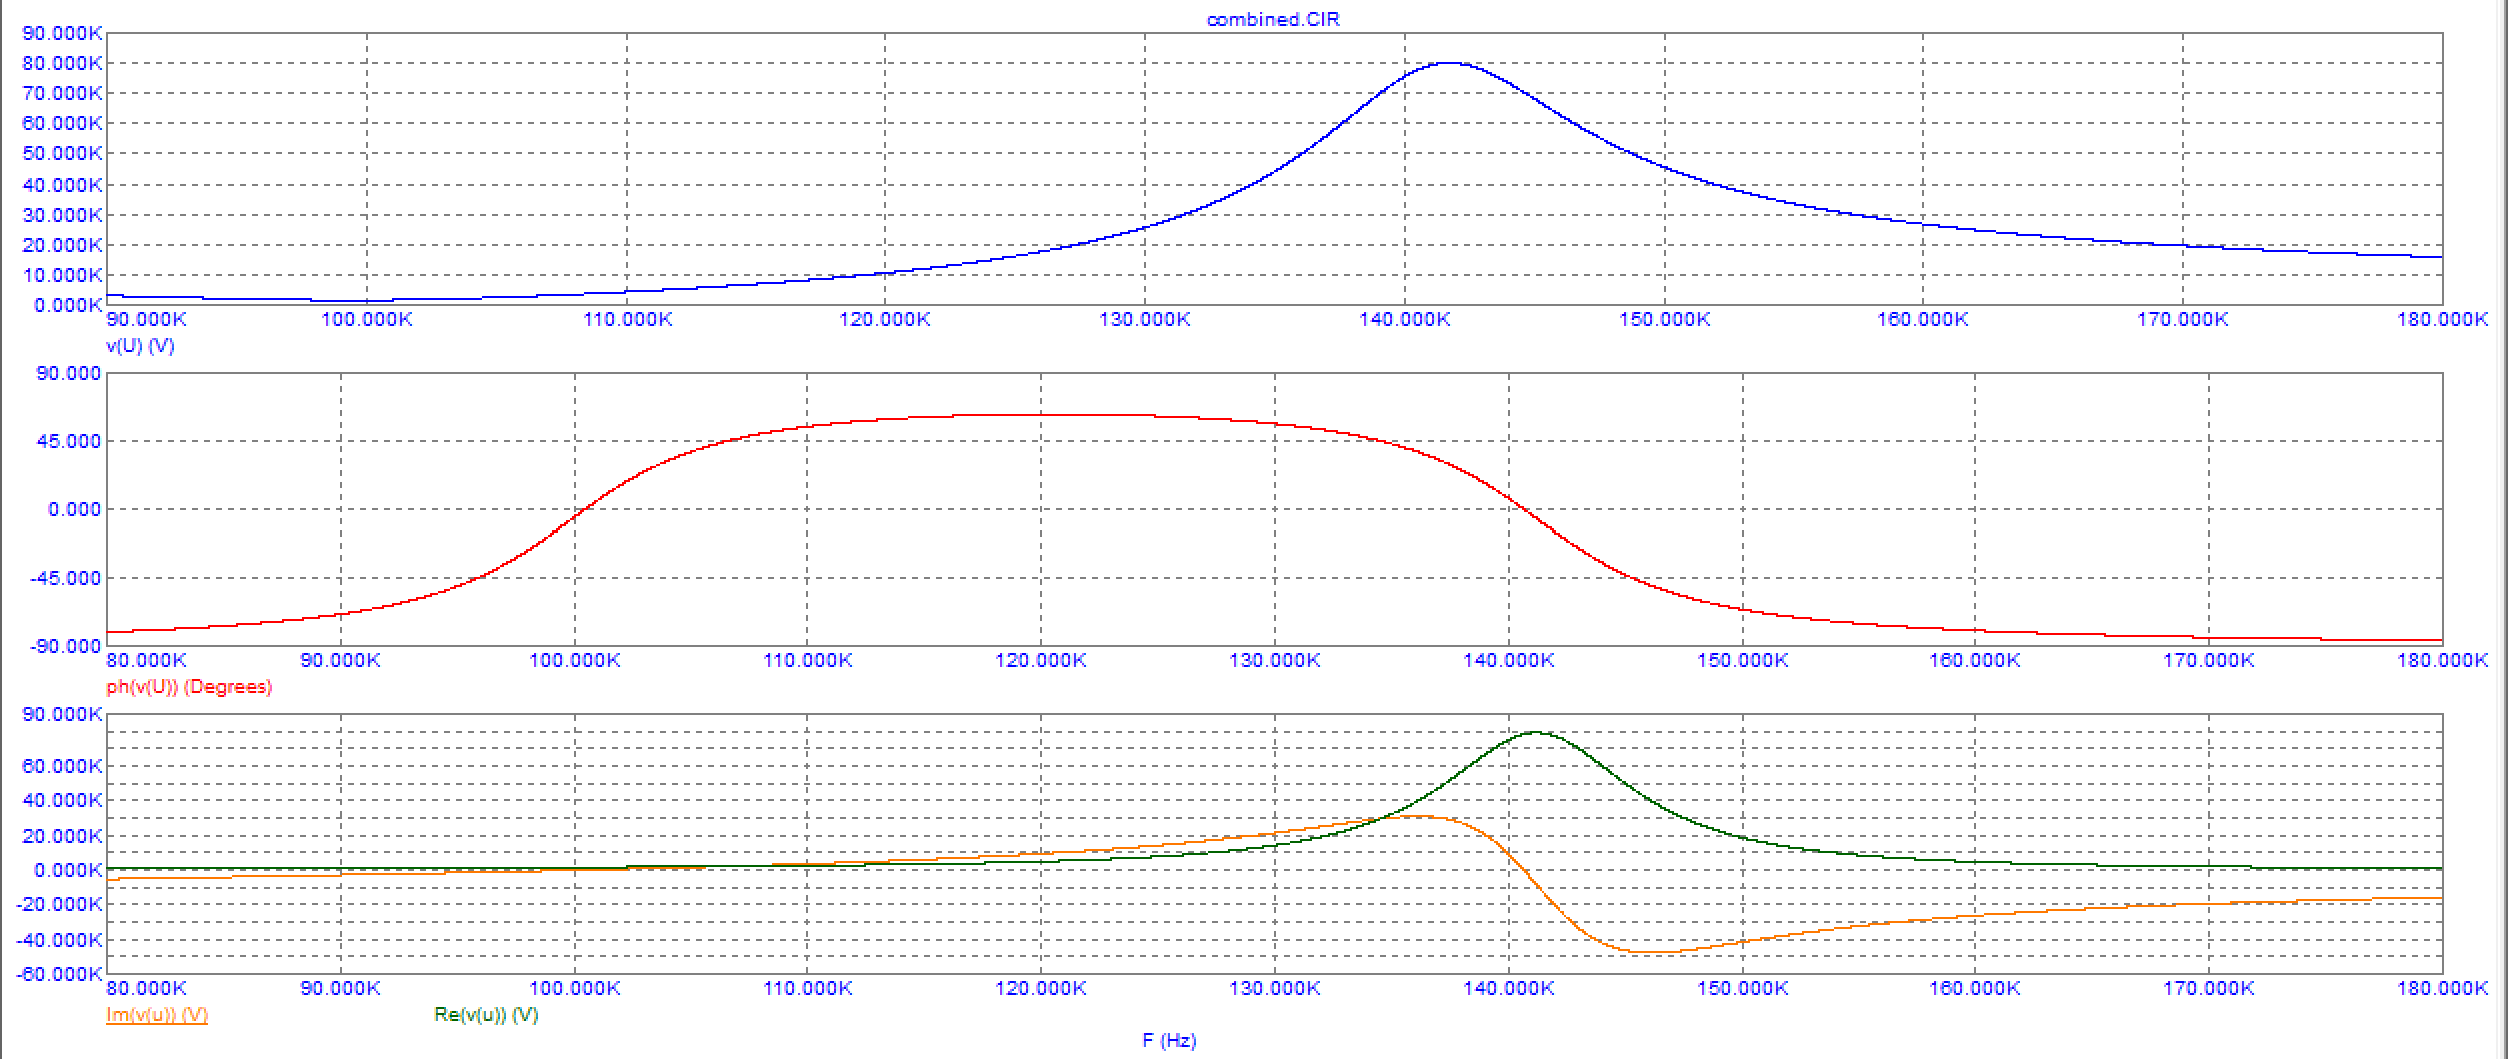 combined.CIR
90.000K
80.000K
70.000K
60.000K
50.000K
40.000K
30.000K
20.000K
10.000K
0.000K
90.000K 100.000K 110.000K 120.000K 130.000K 140.000K 150.000K 160.000K 170.000K 180.000K
v(U) (V)
90.000
45.000
0.000
-45.000
-90.000
80.000K 90.000K 100.000K 110.000K 120.000K 130.000K 140.000K 150.000K 160.000K 170.000K 180.000K
ph(v(U)) (Degrees)
90.000K
60.000K
40.000K
20.000K
0.000K
-20.000K
-40.000K
-60.000K
80.000K 90.000K 100.000K 110.000K 120.000K 130.000K 140.000K 150.000K 160.000K 170.000K 180.000K
Im(v(u)) (V) Re(v(u)) (V)
F (Hz)